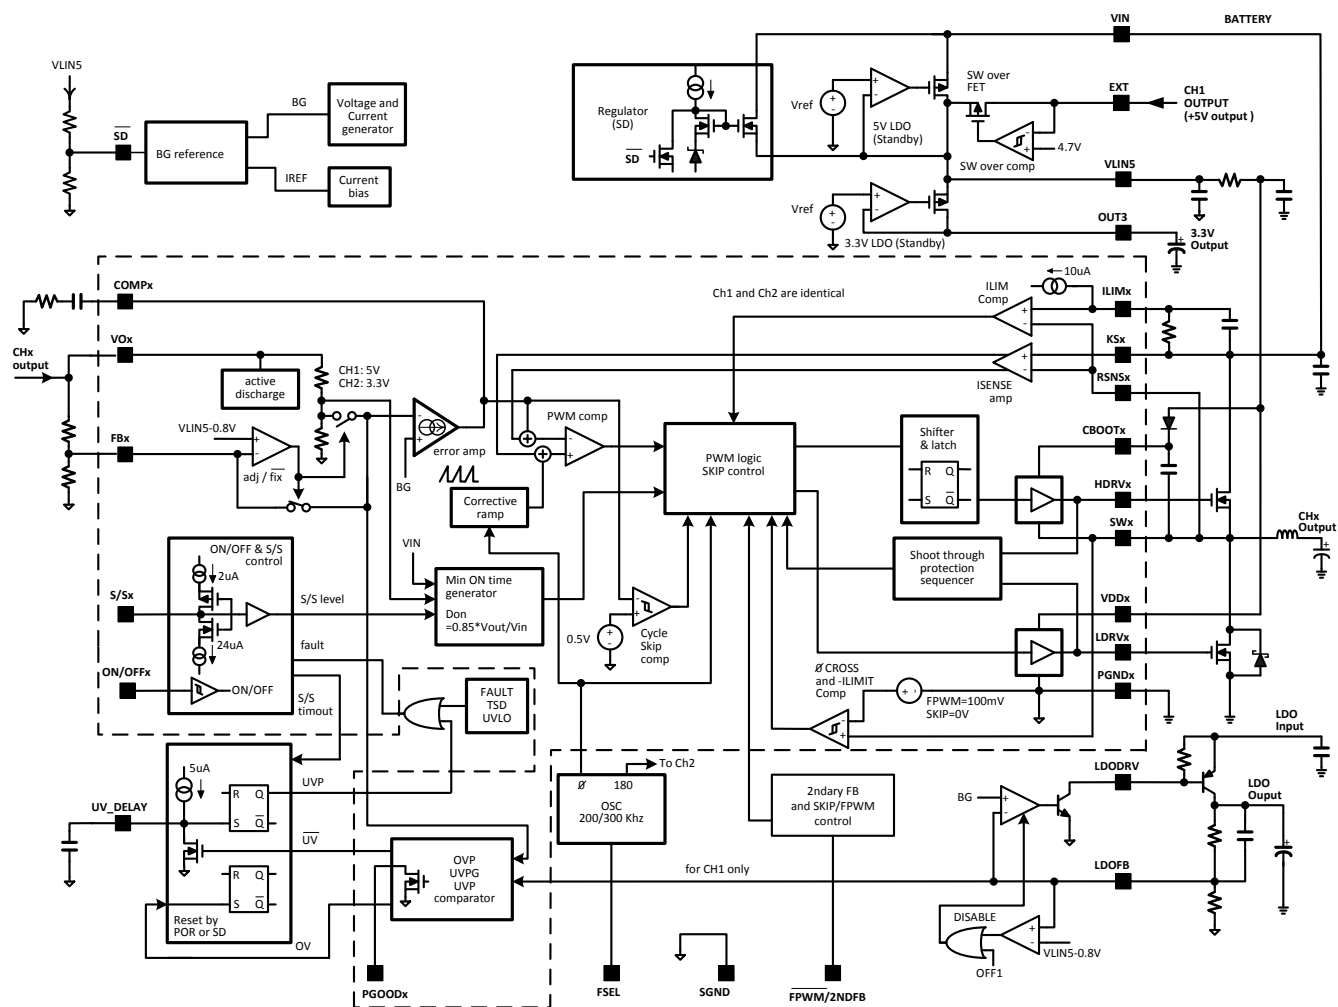 VIN
BATTERY
VLIN5
SD
BG reference
BG
Voltage and
Current
generator
IREF
Current
bias
Regulator
(SD)
SD
Vref
+
-
+
-
5V LDO
(Standby)
SW over
FET
EXT
CH1
OUTPUT
(+5V output )
-
+
4.7V
SW over comp
VLIN5
Vref
+
-
+
-
3.3V LDO (Standby)
OUT3
3.3V
Output
+
COMPx
Ch1 and Ch2 are identical
10uA
ILIM
Comp
+
-
ILIMx
VOx
CHx
output
CH1: 5V
CH2: 3.3V
active
discharge
KSx
+
-
ISENSE
amp
RSNSx
VLIN5-0.8V
FBx
+
-
adj / fix
-
+
error amp
BG
PWM comp
+
+
-
+
PWM logic
SKIP control
Shifter
& latch
R Q
S Q
CBOOTx
HDRVx
SWx
CHx
Output
+
Corrective
ramp
ON/OFF & S/S
control
2uA
24uA
S/Sx
S/S level
VIN
Min ON time
generator
Don
=0.85*Vout/Vin
0.5V
+
-
-
+
Cycle
Skip
comp
Shoot through
protection
sequencer
VDDx
LDRVx
PGNDx
fault
ON/OFFx
ON/OFF
S/S
timout
FAULT
TSD
UVLO
Ø CROSS
and -ILIMIT
Comp
-
+
+ -
FPWM=100mV
SKIP=0V
5uA
UV_DELAY
R Q
S Q
UVP
UV
R Q
S Q
Reset by
POR or SD
OV
OVP
UVPG
UVP
comparator
To Ch2
Ø 180
OSC
200/300 Khz
2ndary FB
and SKIP/FPWM
control
for CH1 only
LDO
Input
LDODRV
BG
+
-
LDO
Ouput
+
LDOFB
DISABLE
+
-
VLIN5-0.8V
OFF1
PGOODx
FSEL
SGND
FPWM/2NDFB